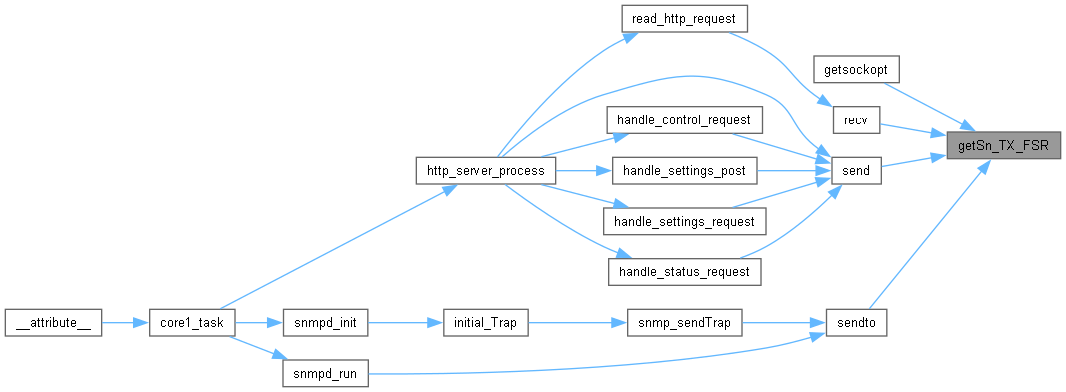 read_http_request
getsockopt
handle_control_request
recv
getSn_TX_FSR
http_server_process
handle_settings_post
send
handle_settings_request
handle_status_request
__attribute__
core1_task
snmpd_init
initial_Trap
snmp_sendTrap
sendto
snmpd_run